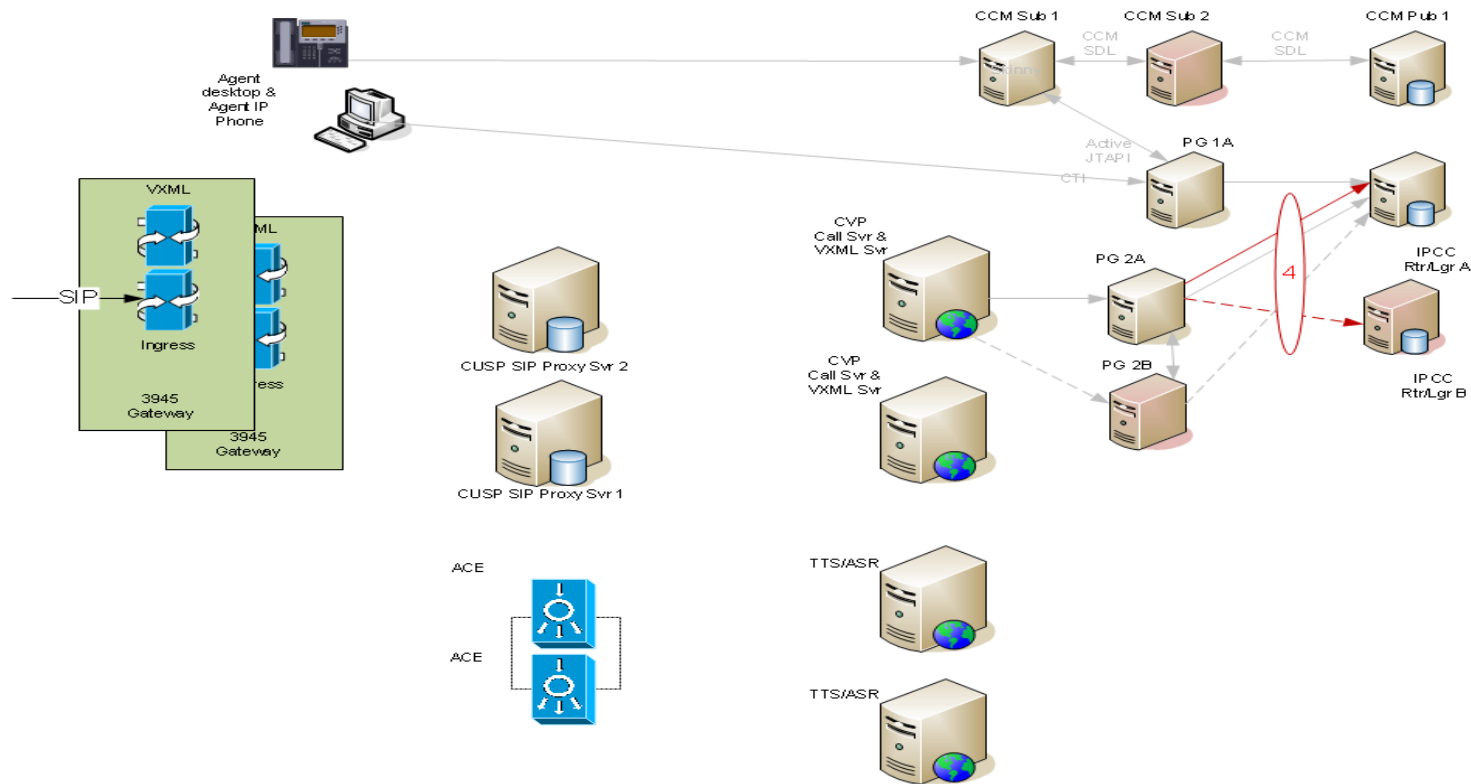 CCM Sub 1
CCM Sub 2
CCM Pub 1
CCM
SDL
CCM
SDL
Skinny
Agent
desktop &
Agent IP
Phone
Active
JTAPI
PG 1A
CTI
VXML
ML
SIP
Ingress
ress
3945
Gateway
3945
Gateway
CUSP SIP Proxy Svr 2
CUSP SIP Proxy Svr 1
CVP
Call Svr &
VXML Svr
CVP
Call Svr &
VXML Svr
PG 2A
PG 2B
4
IPCC
Rtr/Lgr A
IPCC
Rtr/Lgr B
ACE
ACE
TTS/ASR
TTS/ASR